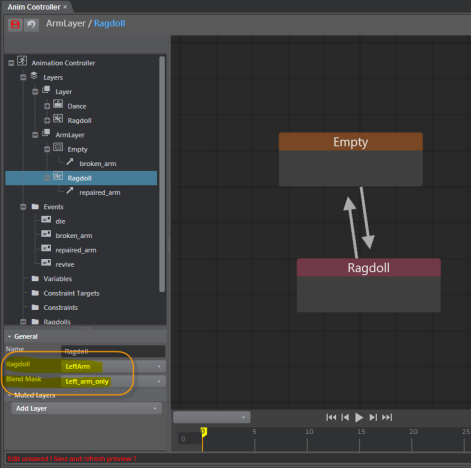 Anim Controller ×
ArmLayer / Ragdoll
Animation Controller
Layers
Layer
Dance
Ragdoll
ArmLayer
Empty
broken_arm
Ragdoll
repaired_arm
Events
die
broken_arm
repaired_arm
revive
Variables
Constraint Targets
Constraints
Ragdolls
General
Name Ragdoll
Ragdoll LeftArm
Blend Mask Left_arm_only
Muted Layers
Add Layer
Edit unsaved ! Save and refresh preview !
Empty
Ragdoll
0 0 5 10 15 20 25